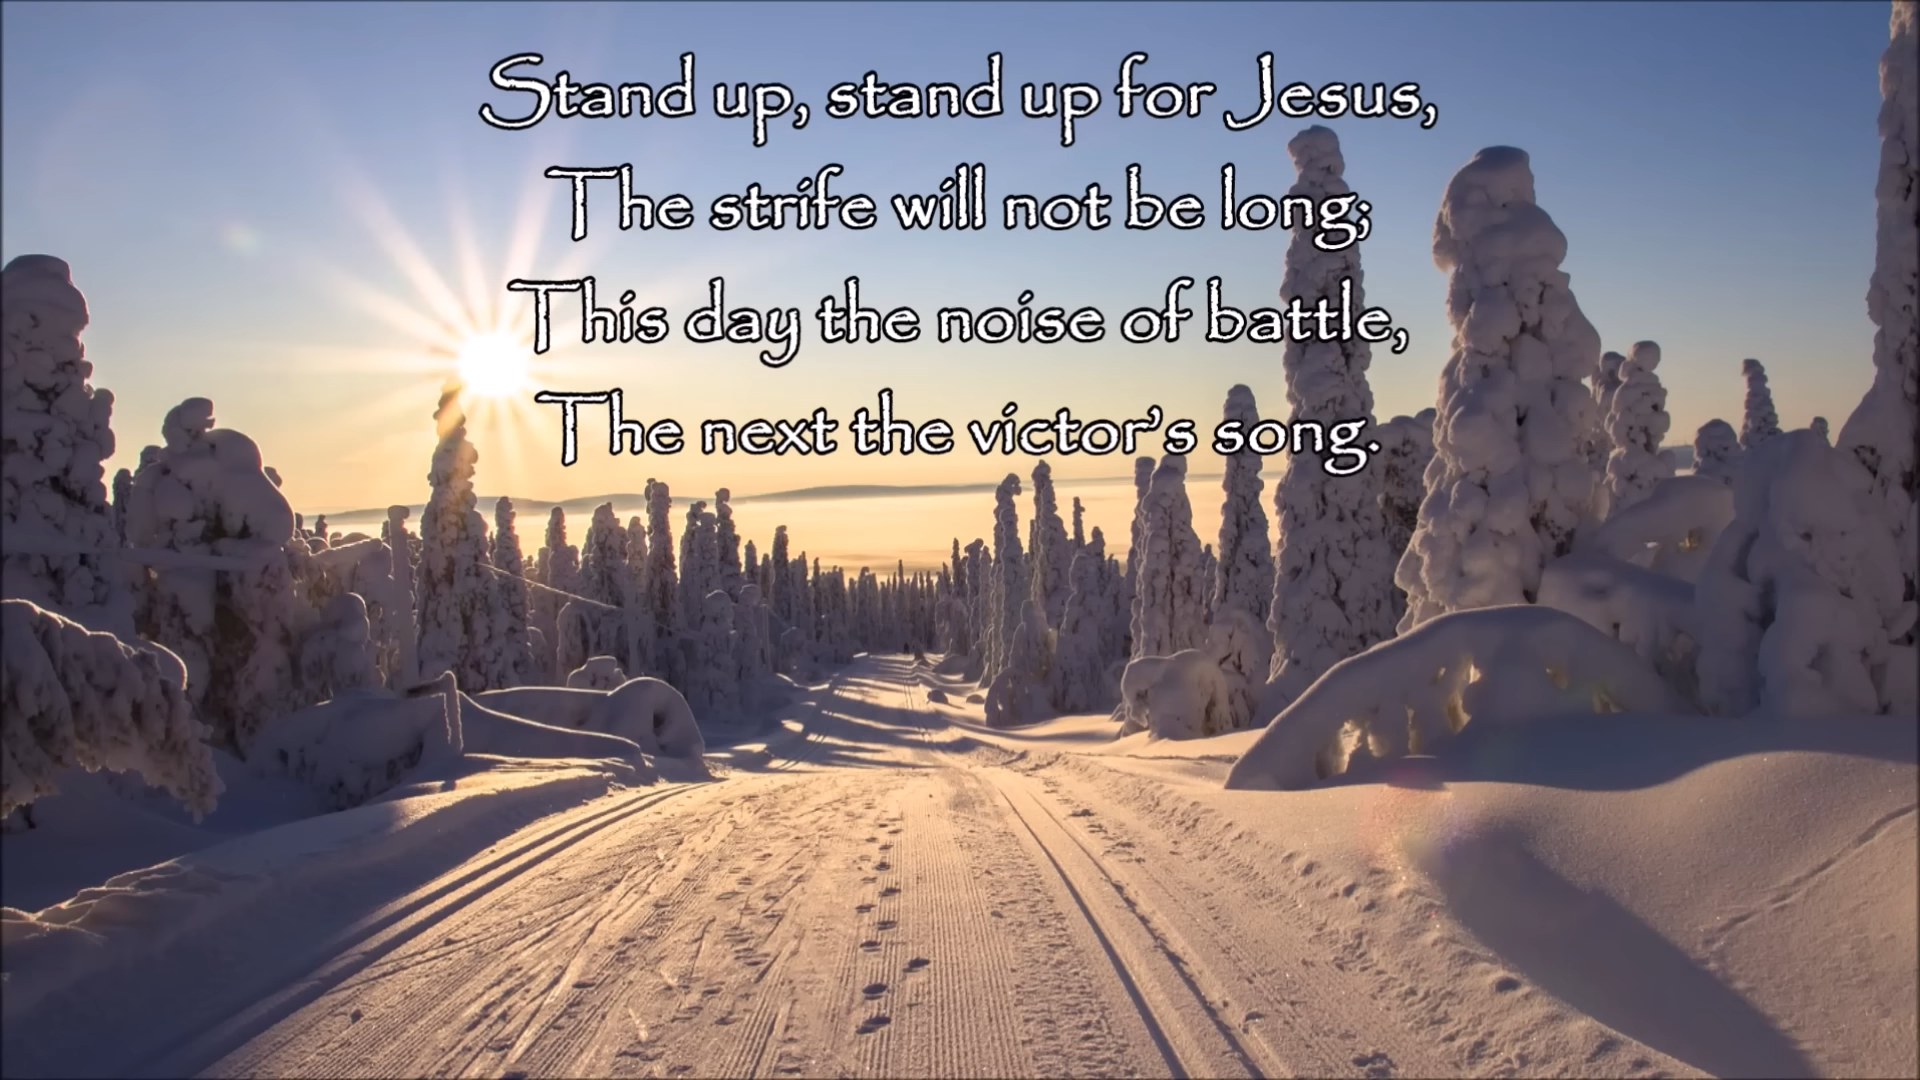 Stand up, stand up for Jesus,
The strife will not be long;
This day the noise of battle,
The next the victor's song.